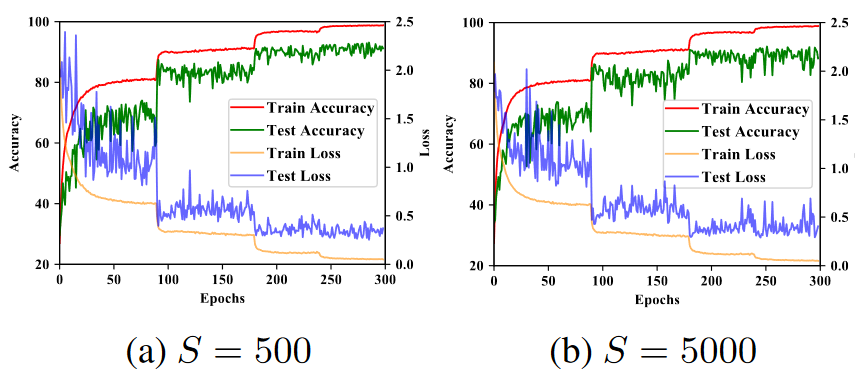 100
80
60
40
20
Accuracy
2.5
2.0
1.5
1.0
0.5
0.0
Loss
Train Accuracy
Test Accuracy
Train Loss
Test Loss
0 50 100 150 200 250 300
Epochs
(a) S = 500
100
80
60
40
20
Accuracy
2.5
2.0
1.5
1.0
0.5
0.0
Train Accuracy
Test Accuracy
Train Loss
Test Loss
0 50 100 150 200 250 300
Epochs
(b) S = 5000